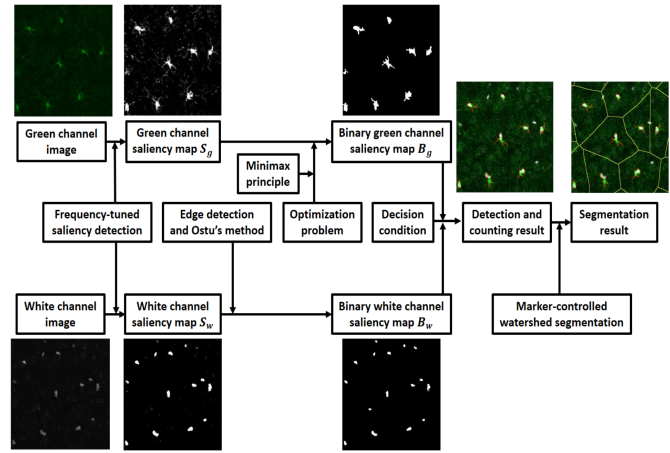 Green channel
image
Green channel
saliency map S_g
Binary green channel
saliency map B_g
Minimax
principle
Frequency-tuned
saliency detection
Edge detection
and Ostu's method
Optimization
problem
Decision
condition
Detection and
counting result
Segmentation
result
White channel
image
White channel
saliency map S_w
Binary white channel
saliency map B_w
Marker-controlled
watershed segmentation